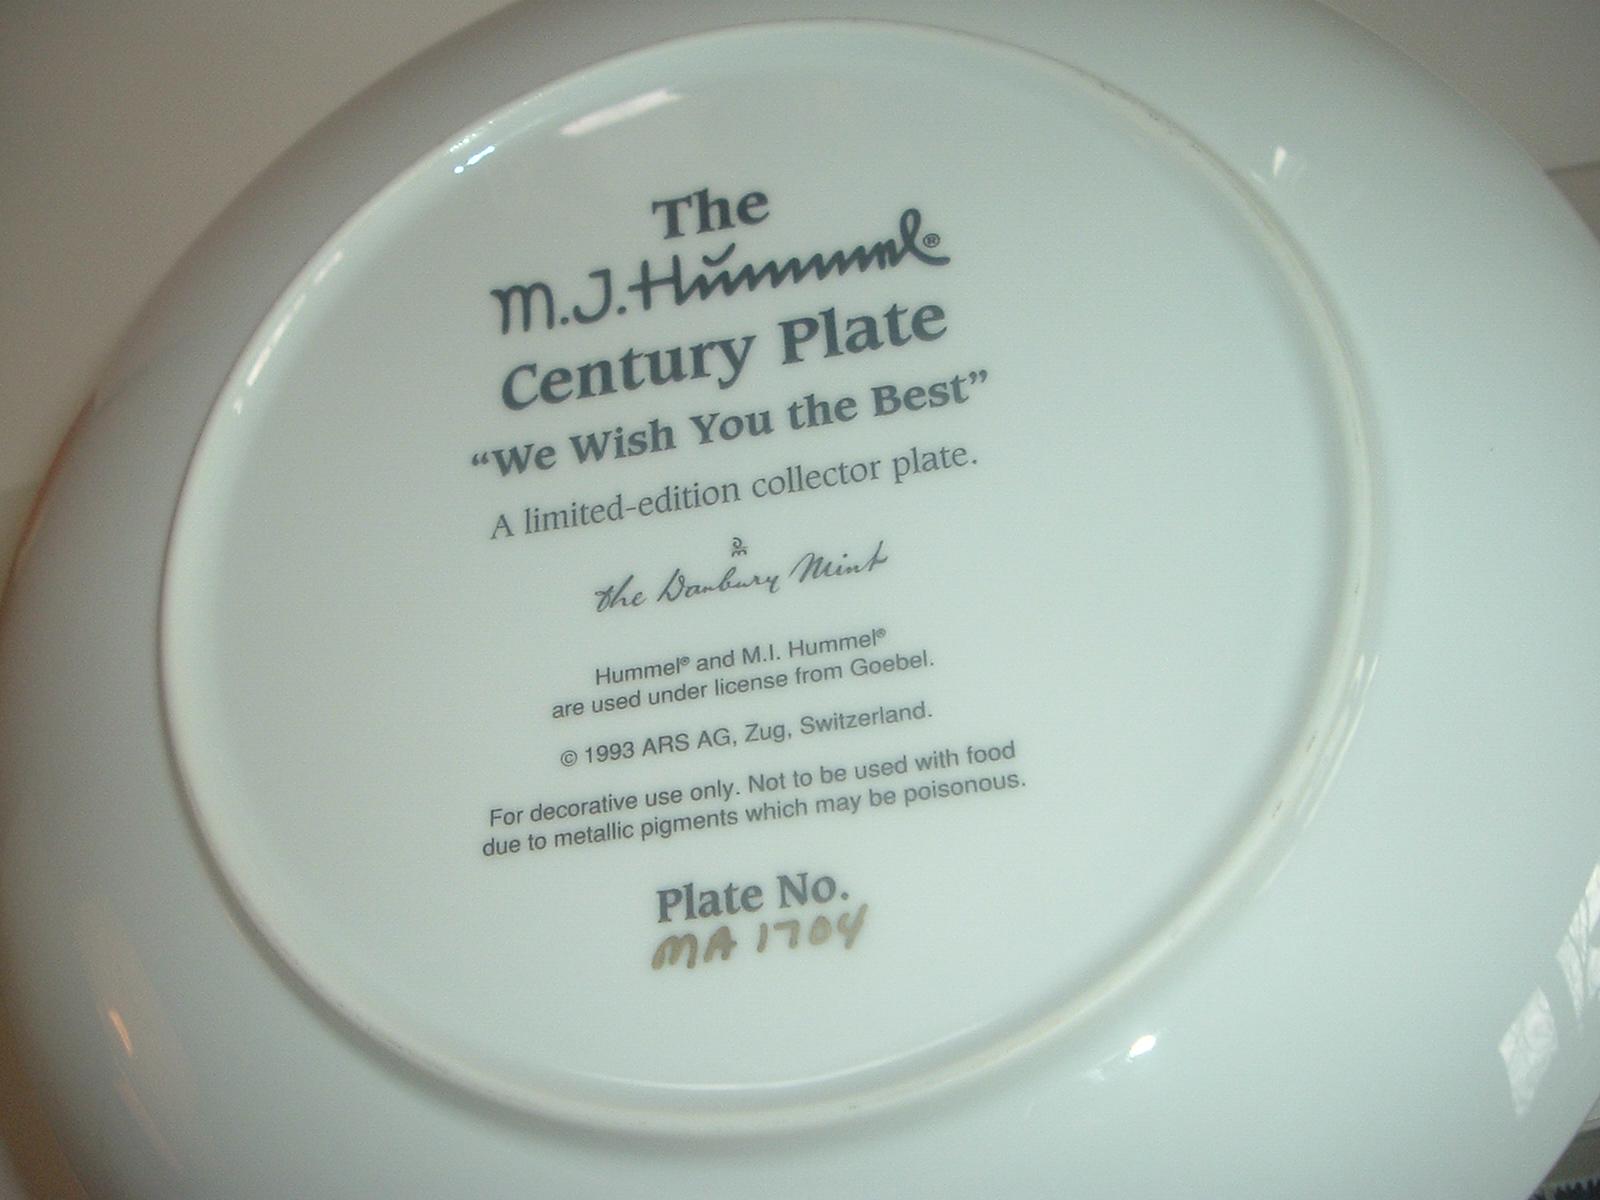 The
M.J. Hummel®
Century Plate
“We Wish You the Best”
A limited-edition collector plate.
DM
the Danbury Mint
Hummel® and M.I. Hummel®
are used under license from Goebel.
© 1993 ARS AG, Zug, Switzerland.
For decorative use only. Not to be used with food
due to metallic pigments which may be poisonous.
Plate No.
MA 1704